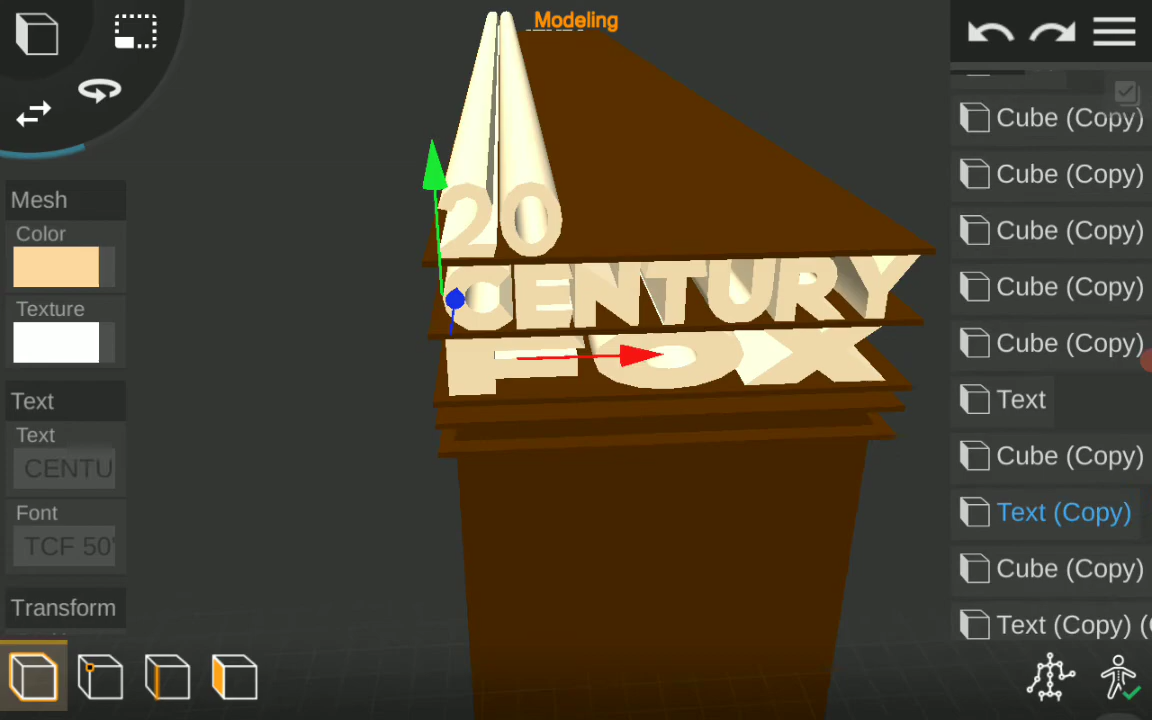 Modeling
Mesh
Color
Texture
Text
Text
CENTU
Font
TCF 50'
Transform
20
CENTURY
FOX
Cube (Copy)
Cube (Copy)
Cube (Copy)
Cube (Copy)
Cube (Copy)
Text
Cube (Copy)
Text (Copy)
Cube (Copy)
Text (Copy) (